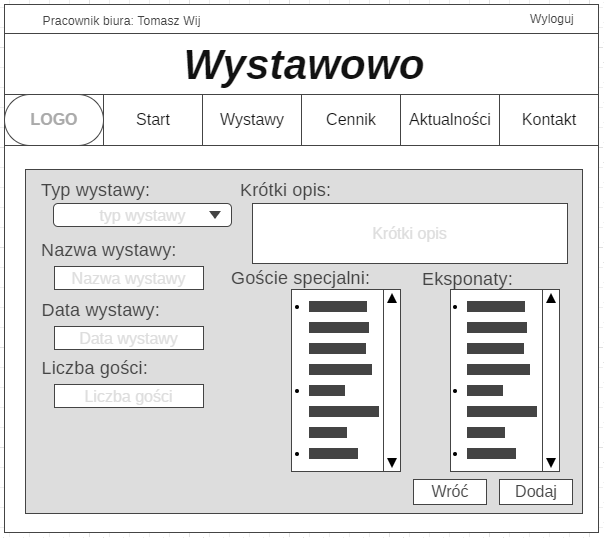 Pracownik biura: Tomasz Wij
Wyloguj
Wystawowo
LOGO
Start
Wystawy
Cennik
Aktualności
Kontakt
Typ wystawy:
typ wystawy
Krótki opis:
Krótki opis
Nazwa wystawy:
Nazwa wystawy
Data wystawy:
Data wystawy
Liczba gości:
Liczba gości
Goście specjalni:
Eksponaty:
Wróć
Dodaj